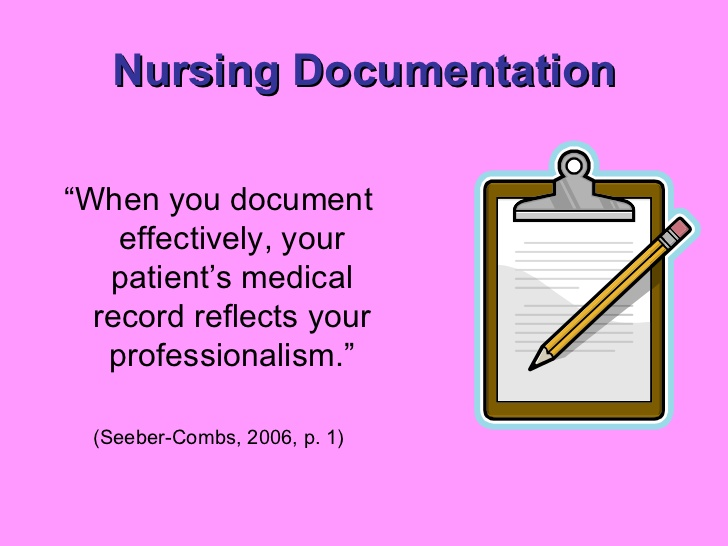 Nursing Documentation
“When you document
effectively, your
patient’s medical
record reflects your
professionalism.”
(Seeber-Combs, 2006, p. 1)